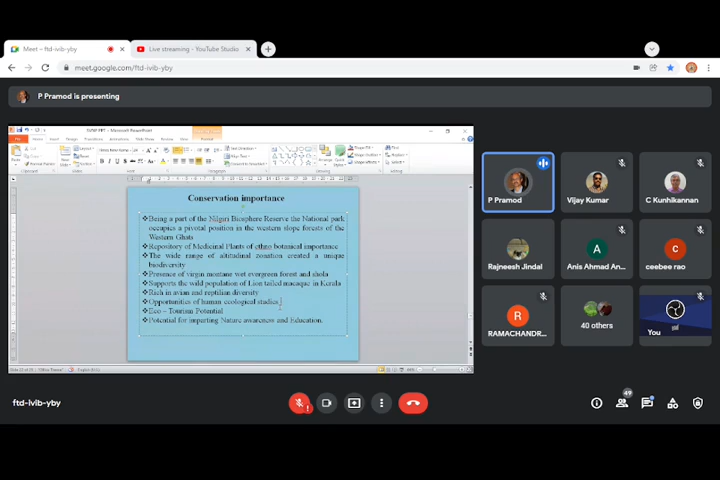 Meet – ftd-ivib-yby
Live streaming - YouTube Studio
meet.google.com/ftd-ivib-yby
P Pramod is presenting
Conservation importance
❖Being a part of the Nilgiri Biosphere Reserve the National park
occupies a pivotal position in the western slope forests of the
Western Ghats
❖Repository of Medicinal Plants of ethno botanical importance
❖The wide range of altitudinal zonation created a unique
biodiversity
❖Presence of virgin montane wet evergreen forest and shola
❖Supports the wild population of Lion tailed macaque in Kerala
❖Rich in avian and reptilian diversity
❖Opportunities of human ecological studies
❖Eco – Tourism Potential
❖Potential for imparting Nature awareness and Education.
P Pramod
Vijay Kumar
C Kunhikannan
Rajneesh Jindal
A
Anis Ahmad An...
c
ceebee rao
R
RAMACHANDR...
40 others
You
ftd-ivib-yby
49